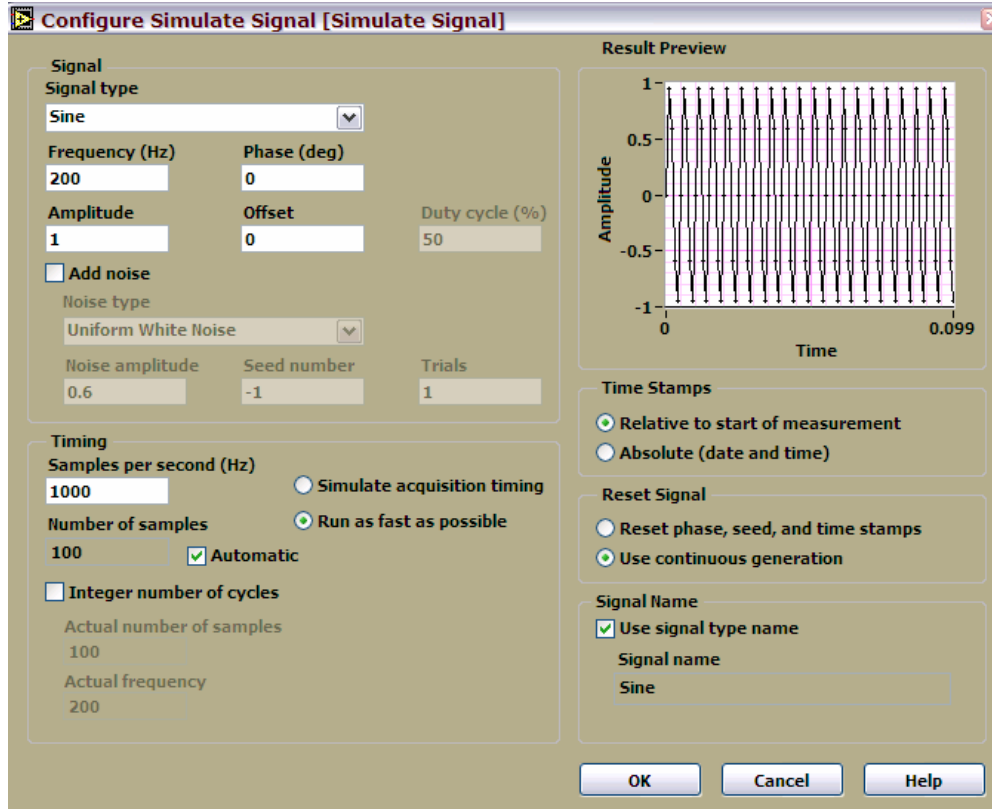 Configure Simulate Signal [Simulate Signal]
Signal
Signal type
Sine
Frequency (Hz) Phase (deg)
200 0
Amplitude Offset Duty cycle (%)
1 0 50
Add noise
Noise type
Uniform White Noise
Noise amplitude Seed number Trials
0.6 -1 1
Timing
Samples per second (Hz)
1000
Simulate acquisition timing
Run as fast as possible
Number of samples
100 Automatic
Integer number of cycles
Actual number of samples
100
Actual frequency
200
Result Preview
Amplitude
1
0.5
0
-0.5
-1
0 0.099
Time
Time Stamps
Relative to start of measurement
Absolute (date and time)
Reset Signal
Reset phase, seed, and time stamps
Use continuous generation
Signal Name
Use signal type name
Signal name
Sine
OK Cancel Help